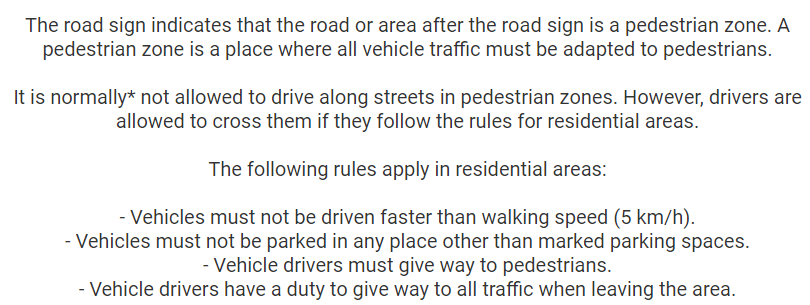 The road sign indicates that the road or area after the road sign is a pedestrian zone. A
pedestrian zone is a place where all vehicle traffic must be adapted to pedestrians.
It is normally* not allowed to drive along streets in pedestrian zones. However, drivers are
allowed to cross them if they follow the rules for residential areas.
The following rules apply in residential areas:
- Vehicles must not be driven faster than walking speed (5 km/h).
- Vehicles must not be parked in any place other than marked parking spaces.
- Vehicle drivers must give way to pedestrians.
- Vehicle drivers have a duty to give way to all traffic when leaving the area.